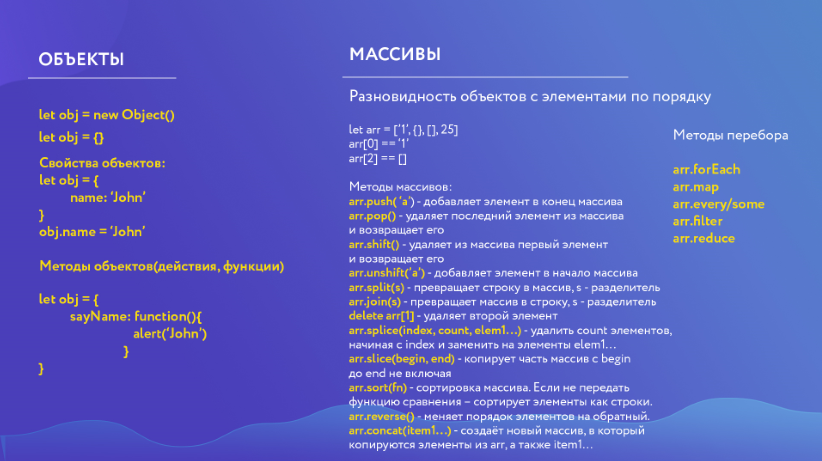 ОБЪЕКТЫ
let obj = new Object()
let obj = {}
Свойства объектов:
let obj = {
name: ‘John’
}
obj.name = ‘John’
Методы объектов(действия, функции)
let obj = {
sayName: function(){
alert(‘John’)
}
}
МАССИВЫ
Разновидность объектов с элементами по порядку
let arr = [‘1’, {}, [], 25]
arr[0] == ‘1’
arr[2] == []
Методы массивов:
arr.push( ‘a’) - добавляет элемент в конец массива
arr.pop() - удаляет последний элемент из массива
и возвращает его
arr.shift() - удаляет из массива первый элемент
и возвращает его
arr.unshift(‘a’) - добавляет элемент в начало массива
arr.split(s) - превращает строку в массив, s - разделитель
arr.join(s) - превращает массив в строку, s - разделитель
delete arr[1] - удаляет второй элемент
arr.splice(index, count, elem1…) - удалить count элементов,
начиная с index и заменить на элементы elem1…
arr.slice(begin, end) - копирует часть массив с begin
до end не включая
arr.sort(fn) - сортировка массива. Если не передать
функцию сравнения – сортирует элементы как строки.
arr.reverse() - меняет порядок элементов на обратный.
arr.concat(item1…) - создаёт новый массив, в который
копируются элементы из arr, а также item1…
Методы перебора
arr.forEach
arr.map
arr.every/some
arr.filter
arr.reduce